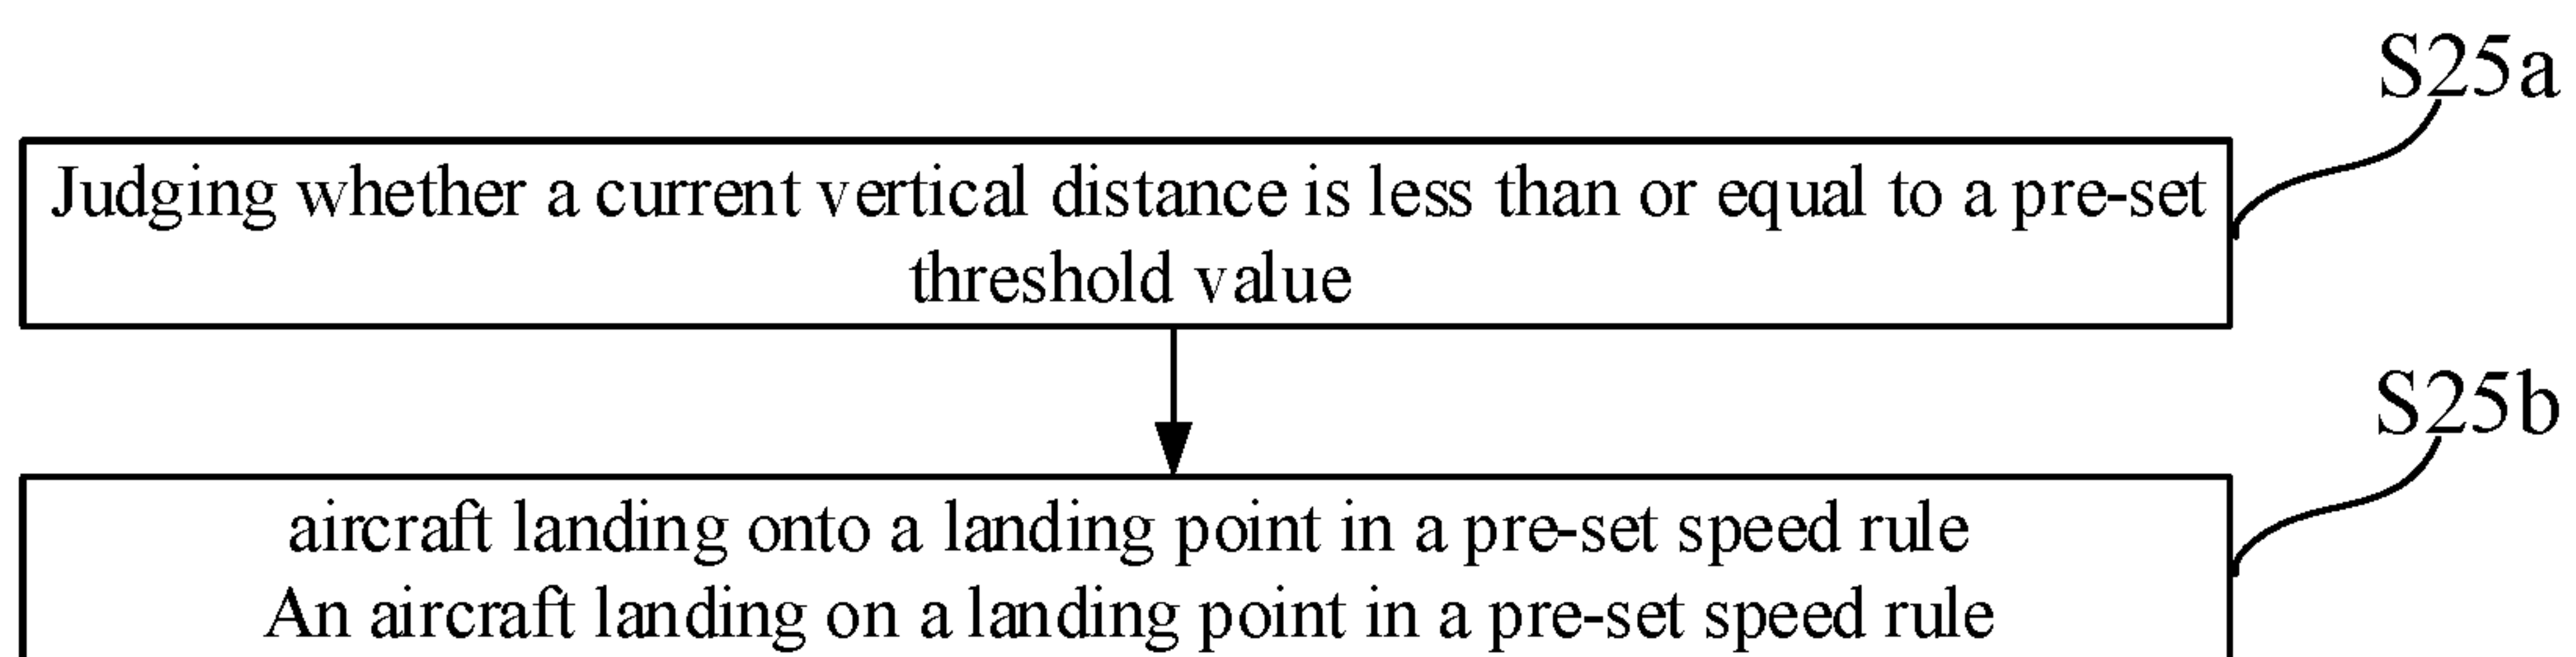 S25a
Judging whether a current vertical distance is less than or equal to a pre-set
threshold value
S25b
aircraft landing onto a landing point in a pre-set speed rule
An aircraft landing on a landing point in a pre-set speed rule